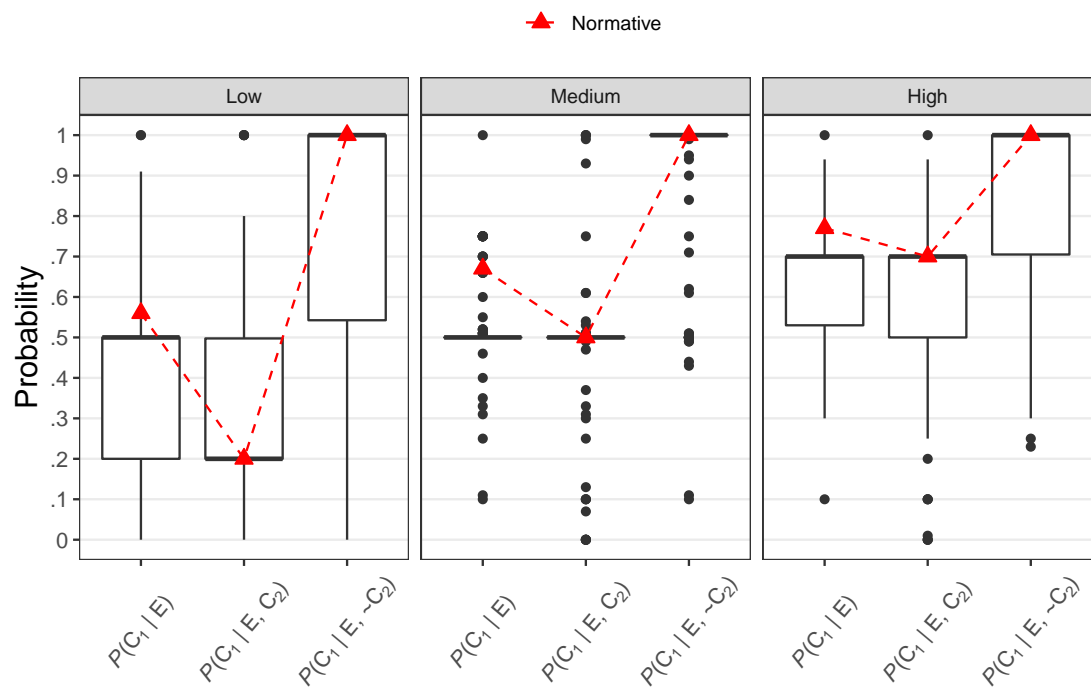 Normative
Low
Medium
High
Probability
1
.9
.8
.7
.6
.5
.4
.3
.2
.1
0
P(C₁ | E)
P(C₁ | E, C₂)
P(C₁ | E, ~C₂)
P(C₁ | E)
P(C₁ | E, C₂)
P(C₁ | E, ~C₂)
P(C₁ | E)
P(C₁ | E, C₂)
P(C₁ | E, ~C₂)